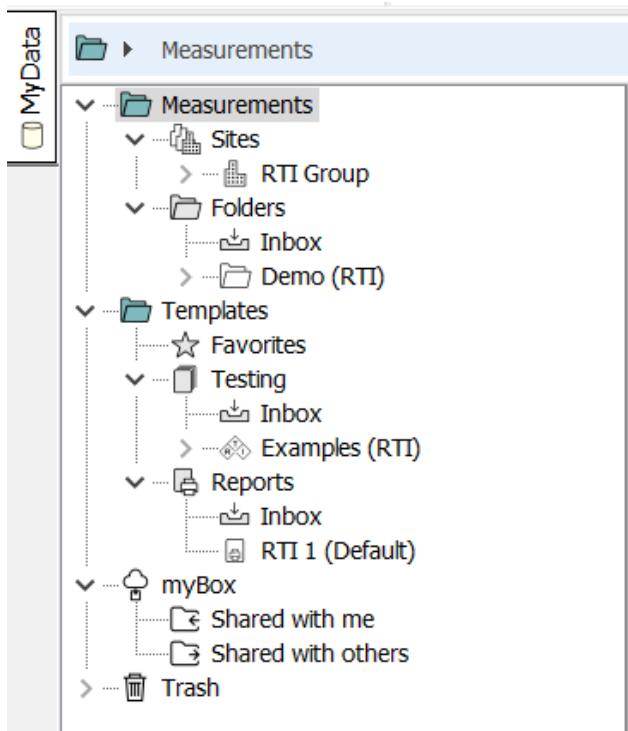 MyData
Measurements
Measurements
Sites
RTI Group
Folders
Inbox
Demo (RTI)
Templates
Favorites
Testing
Inbox
Examples (RTI)
Reports
Inbox
RTI 1 (Default)
myBox
Shared with me
Shared with others
Trash